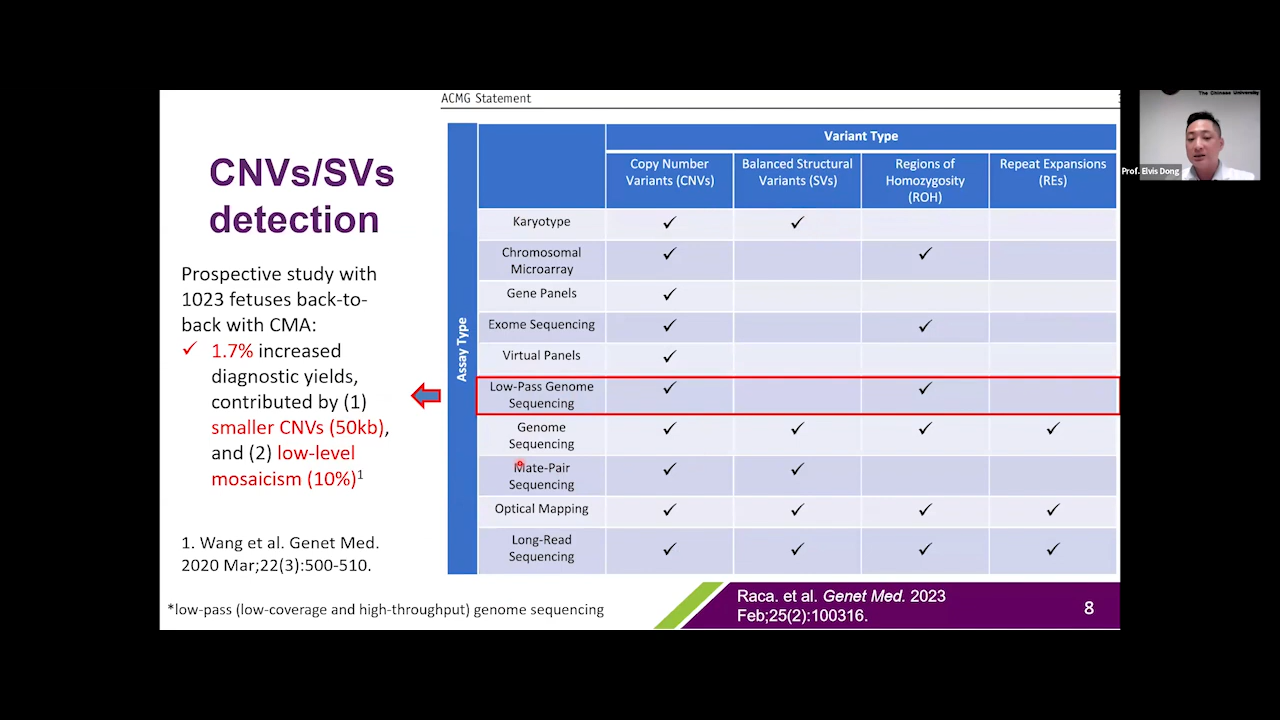 ACMG Statement
The Chinese University
Prof. Elvis Dong
CNVs/SVs
detection
Prospective study with
1023 fetuses back-to-
back with CMA:
✓ 1.7% increased
diagnostic yields,
contributed by (1)
smaller CNVs (50kb),
and (2) low-level
mosaicism (10%)1
1. Wang et al. Genet Med.
2020 Mar;22(3):500-510.
*low-pass (low-coverage and high-throughput) genome sequencing
Variant Type
Copy Number
Variants (CNVs)
Balanced Structural
Variants (SVs)
Regions of
Homozygosity
(ROH)
Repeat Expansions
(REs)
Assay Type
Karyotype ✓ ✓
Chromosomal
Microarray ✓ ✓
Gene Panels ✓
Exome Sequencing ✓ ✓
Virtual Panels ✓
Low-Pass Genome
Sequencing ✓ ✓
Genome
Sequencing ✓ ✓ ✓ ✓
Mate-Pair
Sequencing ✓ ✓
Optical Mapping ✓ ✓ ✓ ✓
Long-Read
Sequencing ✓ ✓ ✓ ✓
Raca. et al. Genet Med. 2023
Feb;25(2):100316.
8